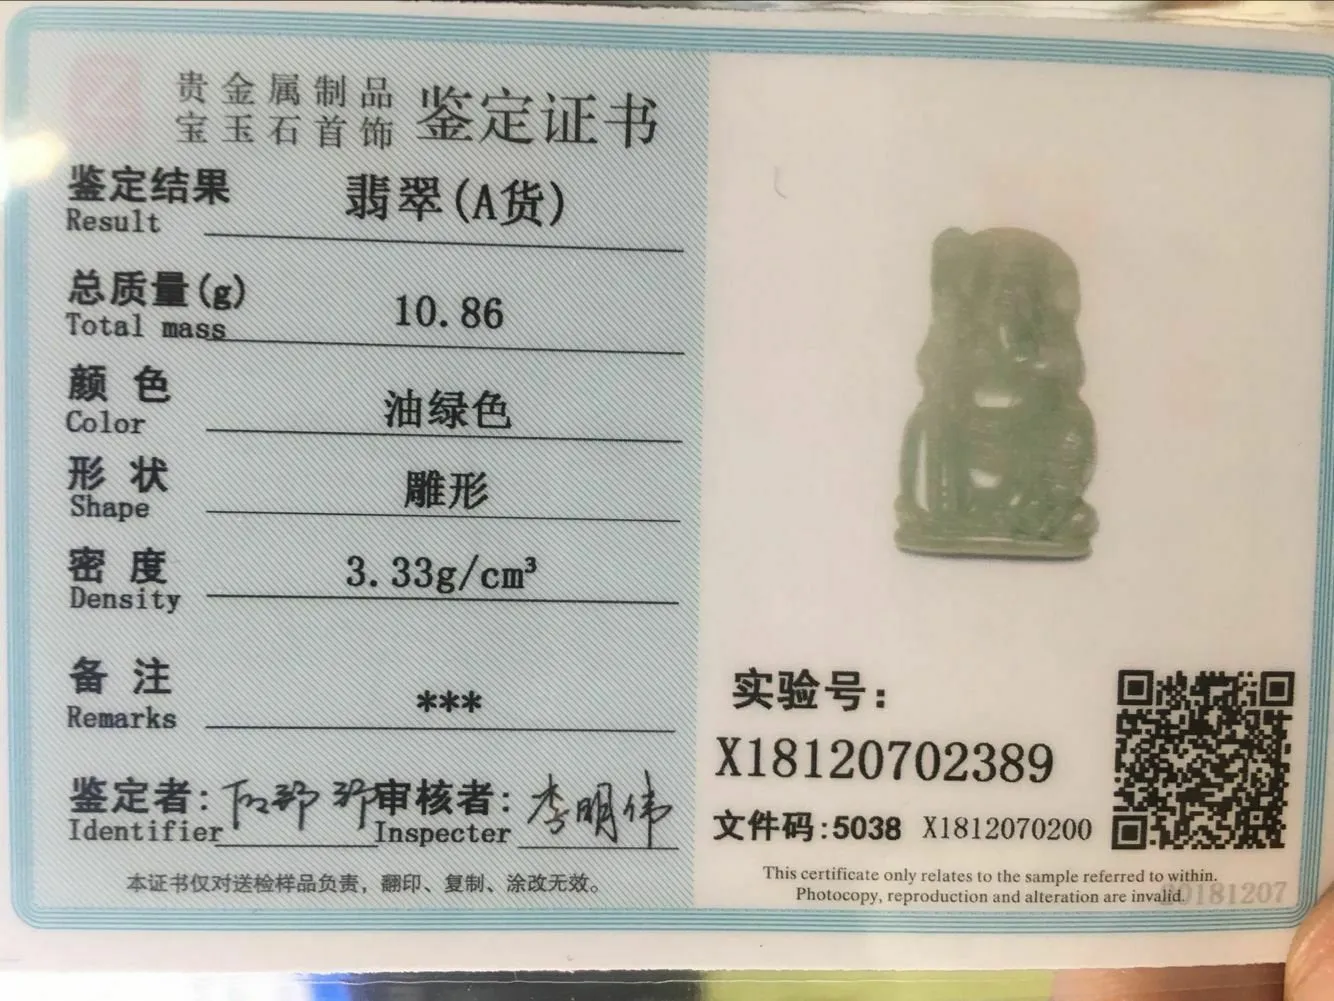 贵金属制品
宝玉石首饰
鉴定证书
鉴定结果
Result
翡翠(A货)
总质量(g)
Total mass
10.86
颜色
Color
油绿色
形状
Shape
雕形
密度
Density
3.33g/cm³
备注
Remarks
***
鉴定者:
Identifier
审核者: 李明伟
Inspecter
本证书仅对送检样品负责，翻印、复制、涂改无效。
实验号:
X18120702389
文件码:5038 X1812070200
This certificate only relates to the sample referred to within.
Photocopy, reproduction and alteration are invalid.
20181207